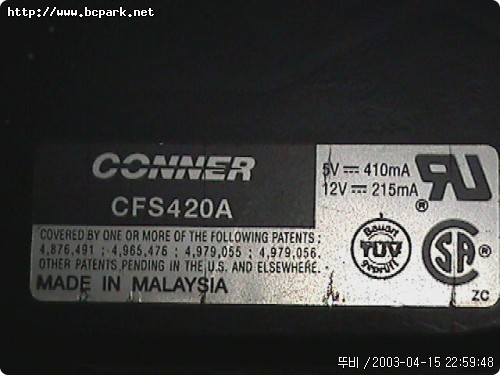 http://www.bcpark.net
CONNER
CFS420A
5V 410mA
12V 215mA
COVERED BY ONE OR MORE OF THE FOLLOWING PATENTS:
4,876,491 ; 4,965,476 ; 4,979,055 ; 4,979,056.
OTHER PATENTS PENDING IN THE U.S. AND ELSEWHERE.
MADE IN MALAYSIA
Bauart
TÜV
geprüft
SA
ZC
뚜비 /2003-04-15 22:59:48